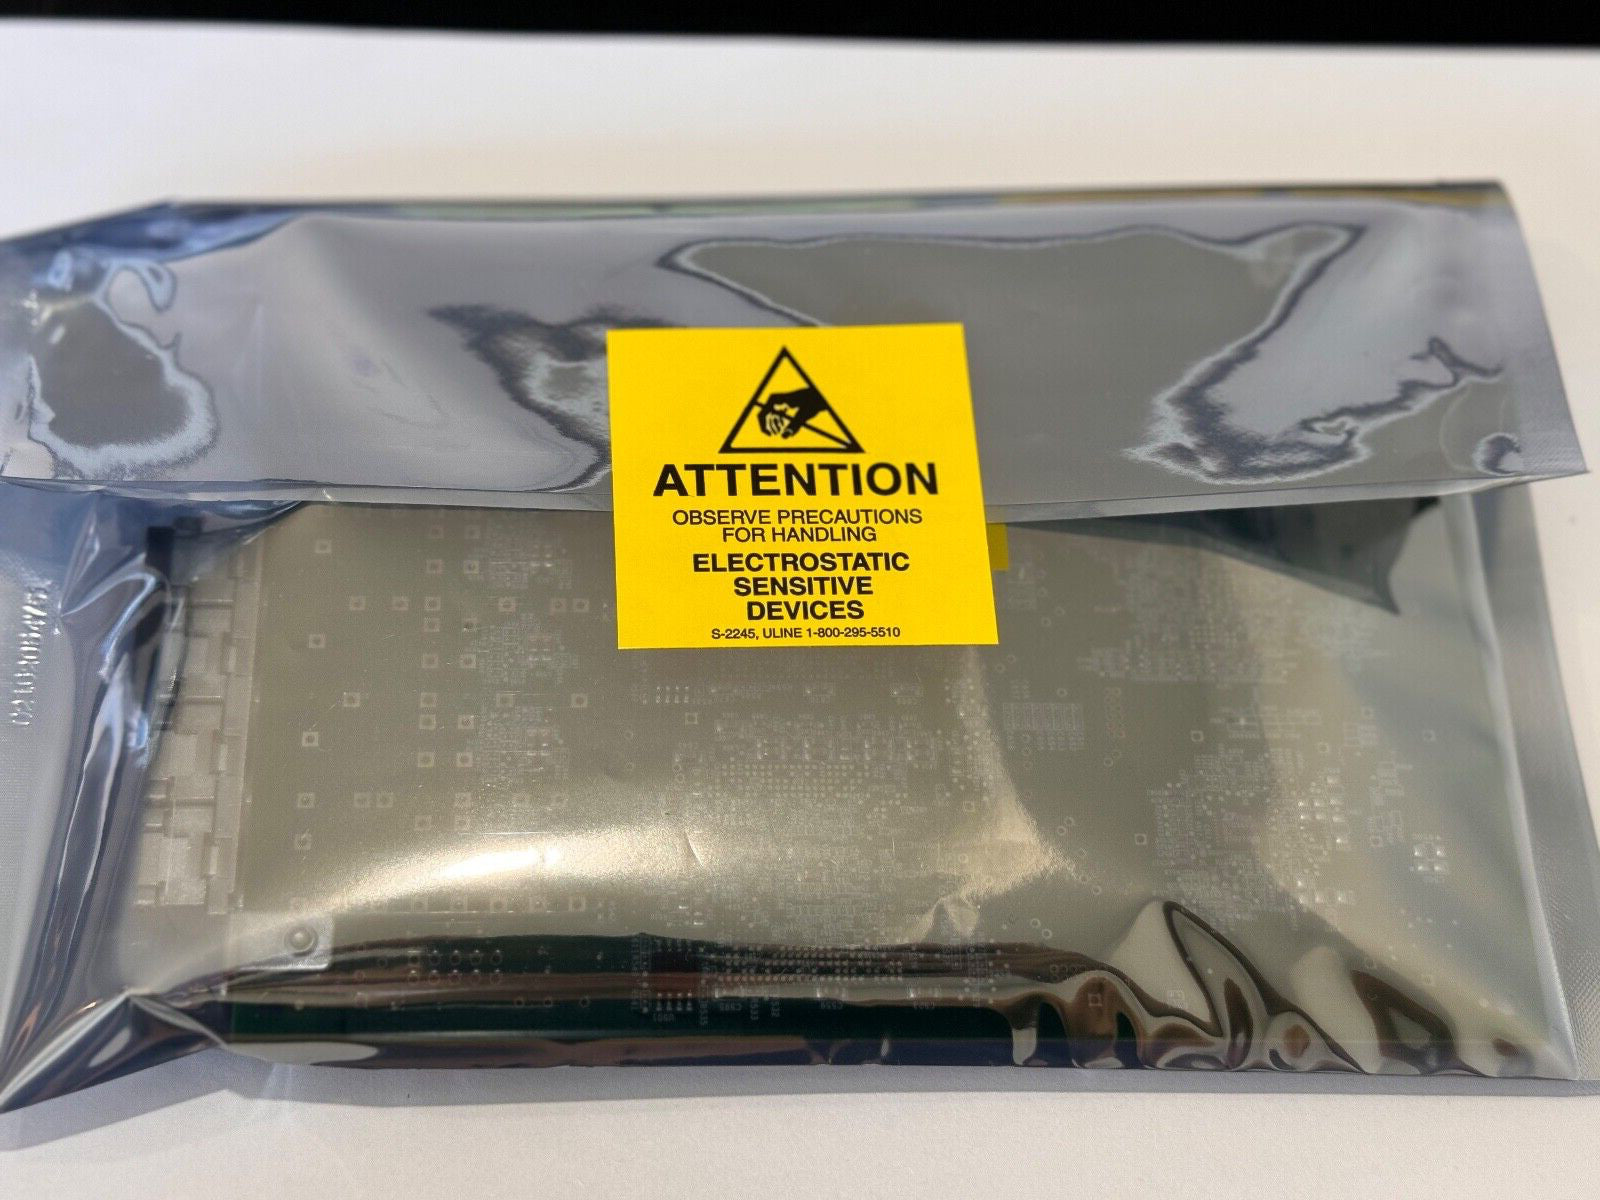 ATTENTION
OBSERVE PRECAUTIONS
FOR HANDLING
ELECTROSTATIC
SENSITIVE
DEVICES
S-2245, ULINE 1-800-295-5510